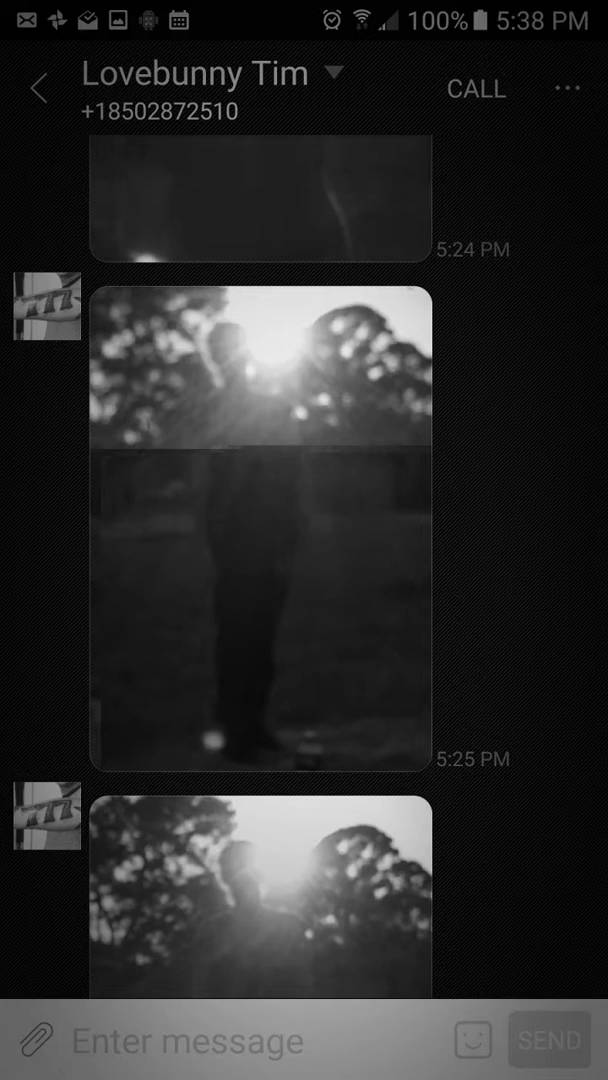 100% 5:38 PM
Lovebunny Tim
+18502872510
CALL
5:24 PM
5:25 PM
Enter message
SEND